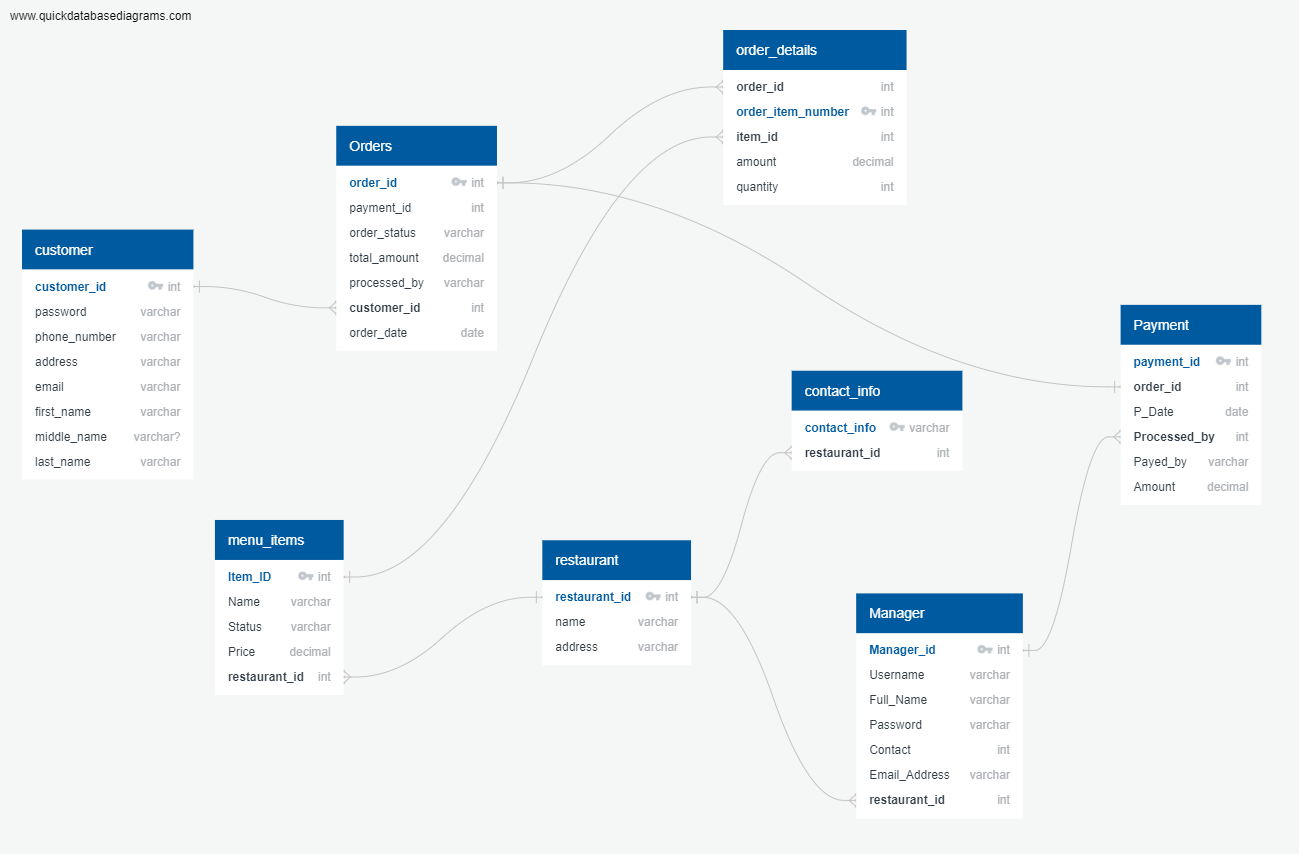 www.quickdatabasediagrams.com
order_details
order_id int
order_item_number int
item_id int
amount decimal
quantity int
Orders
order_id int
payment_id int
order_status varchar
total_amount decimal
processed_by varchar
customer_id int
order_date date
customer
customer_id int
password varchar
phone_number varchar
address varchar
email varchar
first_name varchar
middle_name varchar?
last_name varchar
Payment
payment_id int
order_id int
P_Date date
Processed_by int
Payed_by varchar
Amount decimal
contact_info
contact_info varchar
restaurant_id int
menu_items
Item_ID int
Name varchar
Status varchar
Price decimal
restaurant_id int
restaurant
restaurant_id int
name varchar
address varchar
Manager
Manager_id int
Username varchar
Full_Name varchar
Password varchar
Contact int
Email_Address varchar
restaurant_id int